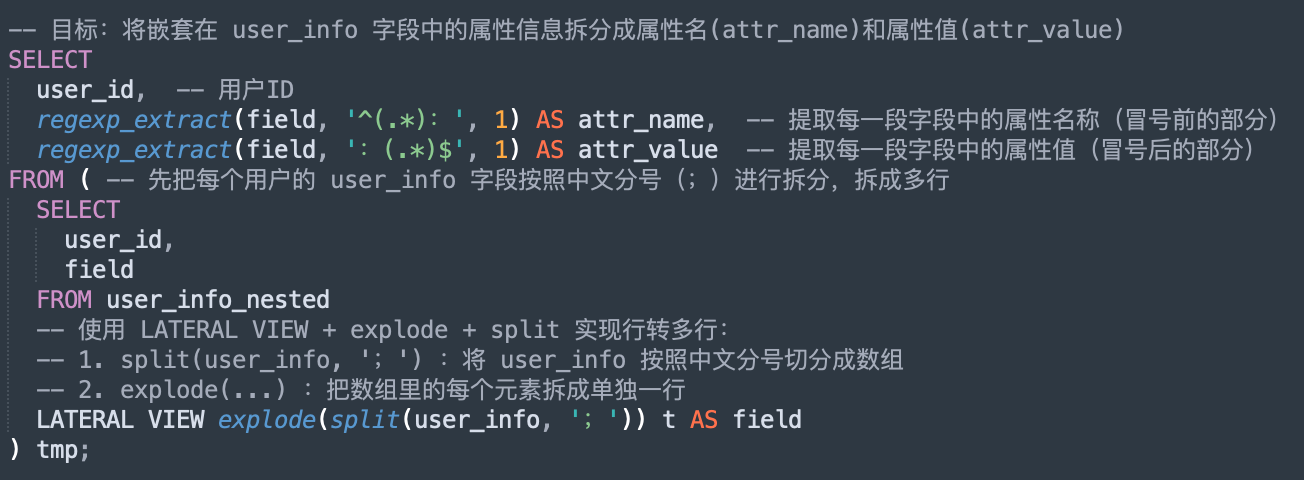 -- 目标：将嵌套在 user_info 字段中的属性信息拆分成属性名(attr_name)和属性值(attr_value)
SELECT
  user_id,  -- 用户ID
  regexp_extract(field, '^(.*)：', 1) AS attr_name,  -- 提取每一段字段中的属性名称（冒号前的部分）
  regexp_extract(field, '：(.*)$', 1) AS attr_value  -- 提取每一段字段中的属性值（冒号后的部分）
FROM ( -- 先把每个用户的 user_info 字段按照中文分号（；）进行拆分，拆成多行
  SELECT
    user_id,
    field
  FROM user_info_nested
  -- 使用 LATERAL VIEW + explode + split 实现行转多行：
  -- 1. split(user_info, '；') ：将 user_info 按照中文分号切分成数组
  -- 2. explode(...) ：把数组里的每个元素拆成单独一行
  LATERAL VIEW explode(split(user_info, '；')) t AS field
) tmp;